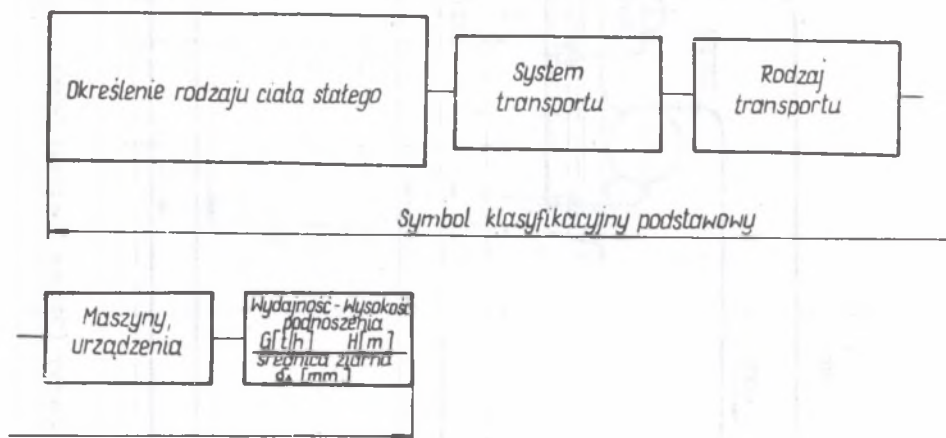 Określenie rodzaju ciała stałego
System
transportu
Rodzaj
transportu
Symbol klasyfikacyjny podstawowy
Maszyny,
urządzenia
Wydajność - Wysokość
podnoszenia
G[t/h] H[m]
średnica ziarna
[mm]